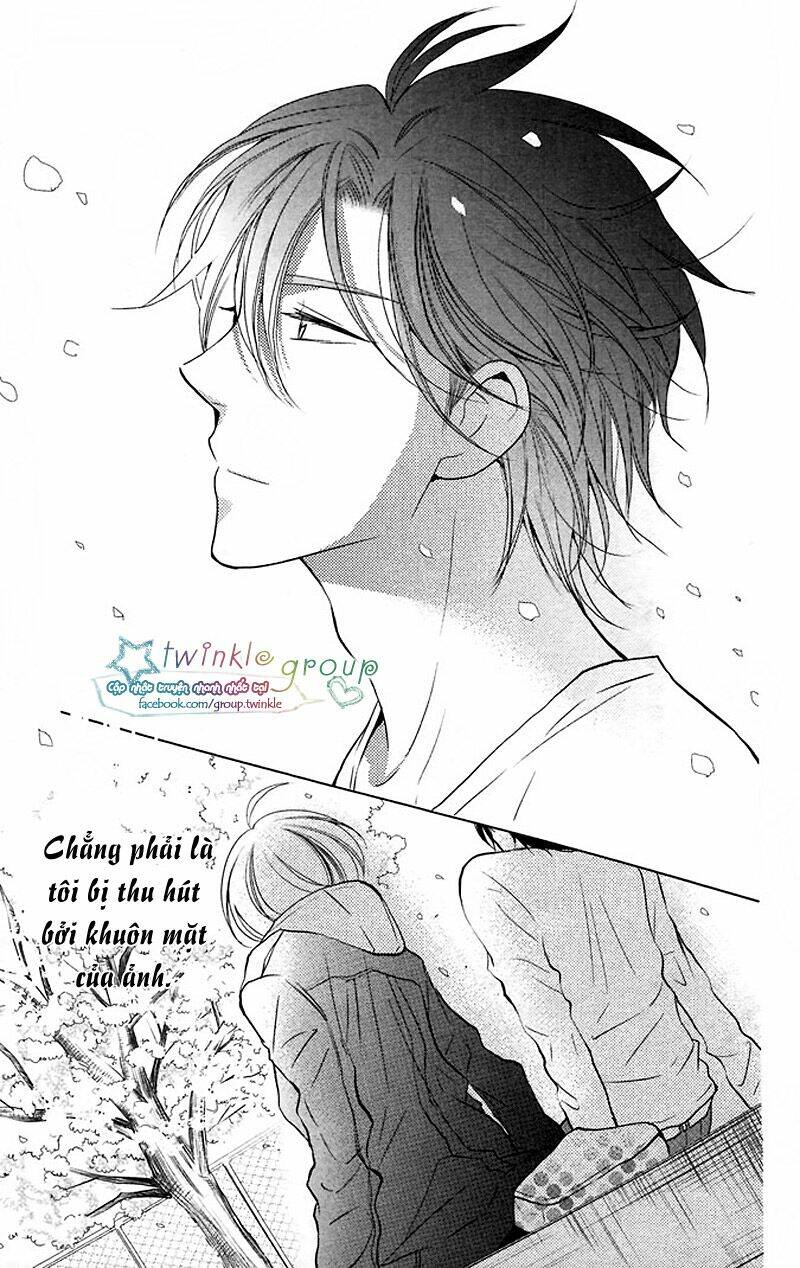 twinkle group
Cập nhật truyện nhanh nhất tại
facebook.com/group.twinkle
Chẳng phải là
tôi bị thu hút
bởi khuôn mặt
của ảnh.